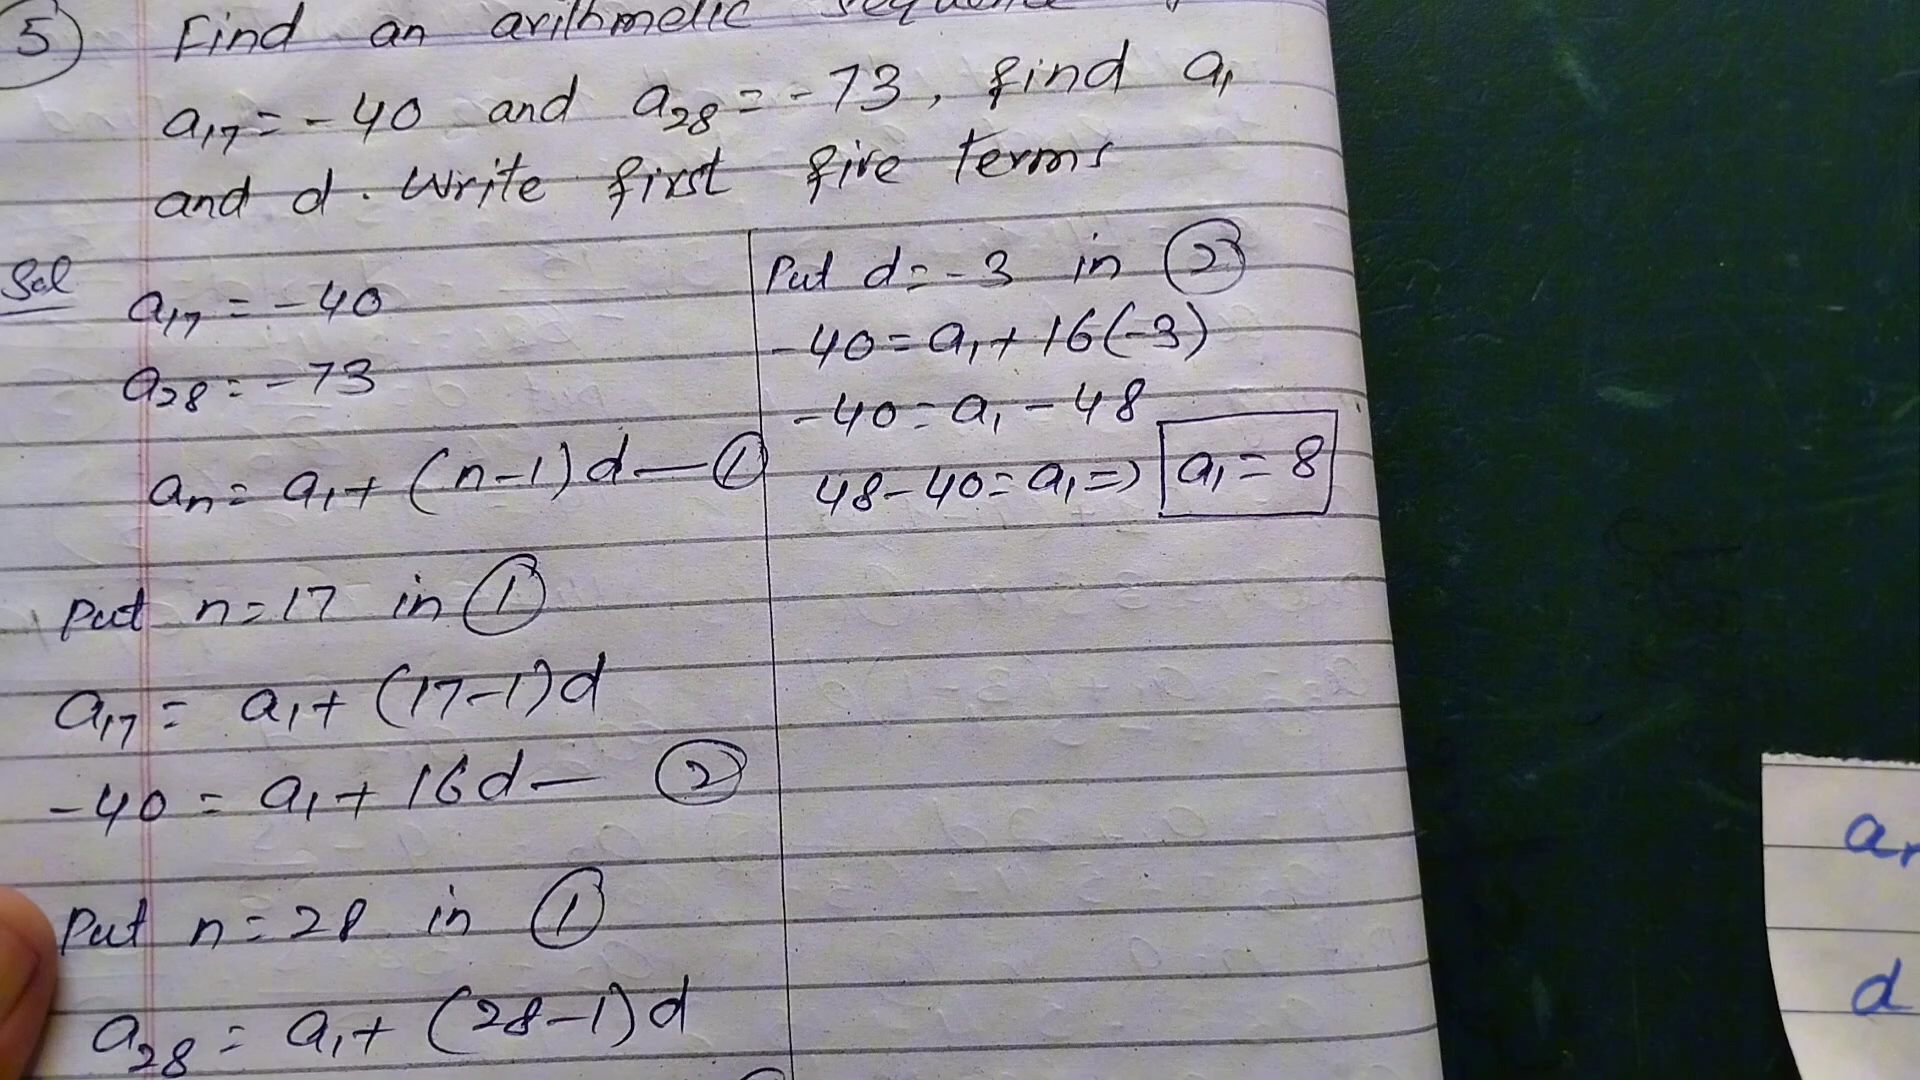 5) Find an arithmetic sequence
a₁₇ = -40 and a₂₈ = -73, find a₁
and d. Write first five terms
Sol
a₁₇ = -40
a₂₈ = -73
aₙ = a₁ + (n-1)d — ①
Put n=17 in ①
a₁₇ = a₁ + (17-1)d
-40 = a₁ + 16d — ②
Put n=28 in ①
a₂₈ = a₁ + (28-1)d
Put d=-3 in ②
-40 = a₁ + 16(-3)
-40 = a₁ - 48
48-40 = a₁ => a₁ = 8
d